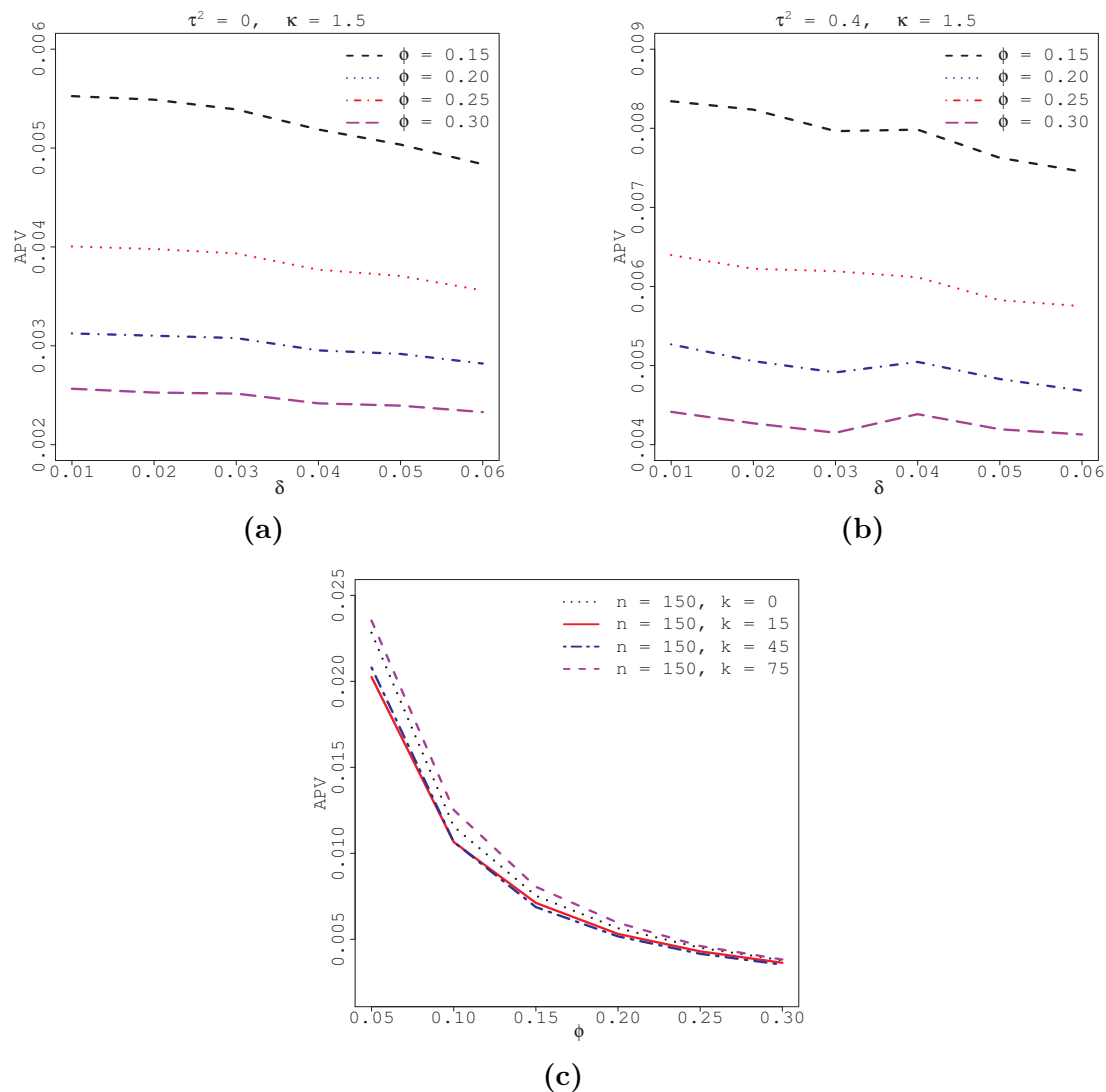 τ² = 0, κ = 1.5
ϕ = 0.15
ϕ = 0.20
ϕ = 0.25
ϕ = 0.30
APV
0.006
0.005
0.004
0.003
0.002
0.01 0.02 0.03 0.04 0.05 0.06
δ
(a)
τ² = 0.4, κ = 1.5
ϕ = 0.15
ϕ = 0.20
ϕ = 0.25
ϕ = 0.30
APV
0.009
0.008
0.007
0.006
0.005
0.004
0.01 0.02 0.03 0.04 0.05 0.06
δ
(b)
n = 150, k = 0
n = 150, k = 15
n = 150, k = 45
n = 150, k = 75
APV
0.025
0.020
0.015
0.010
0.005
0.05 0.10 0.15 0.20 0.25 0.30
ϕ
(c)